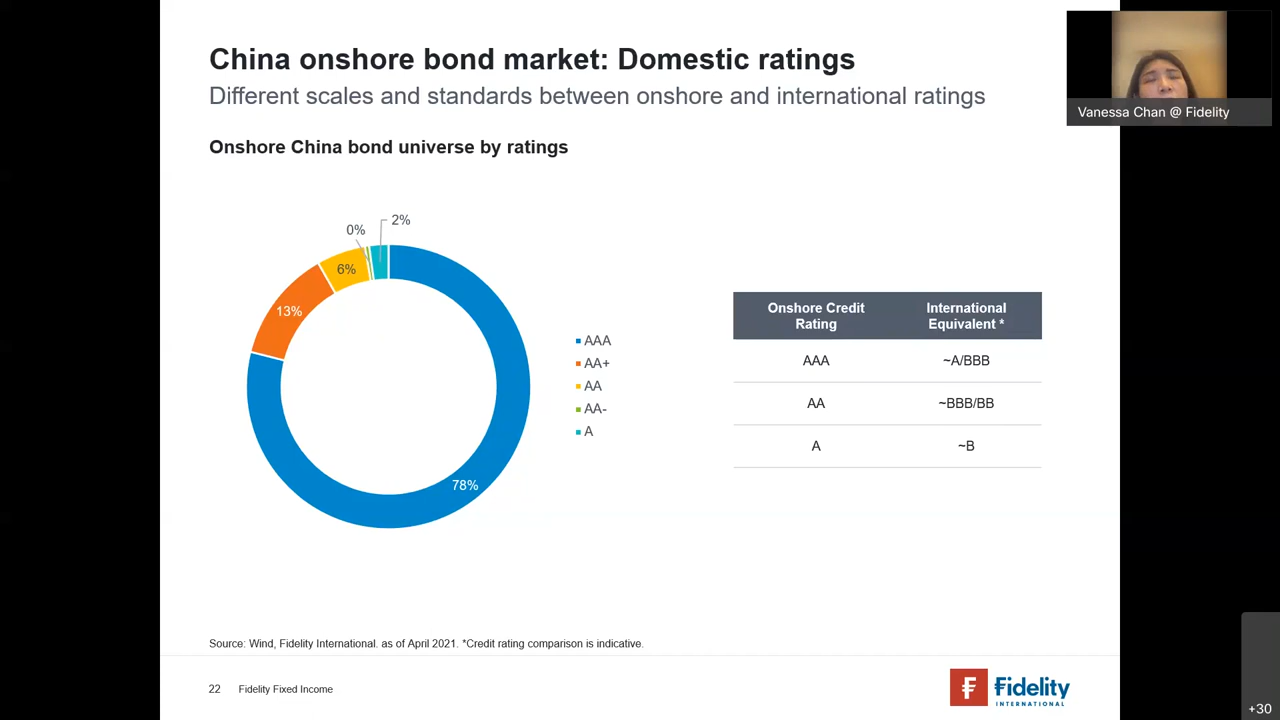 China onshore bond market: Domestic ratings
Different scales and standards between onshore and international ratings
Vanessa Chan @ Fidelity
Onshore China bond universe by ratings
2%
0%
6%
13%
78%
AAA
AA+
AA
AA-
A
Onshore Credit
Rating
International
Equivalent *
AAA
~A/BBB
AA
~BBB/BB
A
~B
Source: Wind, Fidelity International. as of April 2021. *Credit rating comparison is indicative.
22 Fidelity Fixed Income
Fidelity
INTERNATIONAL
+30